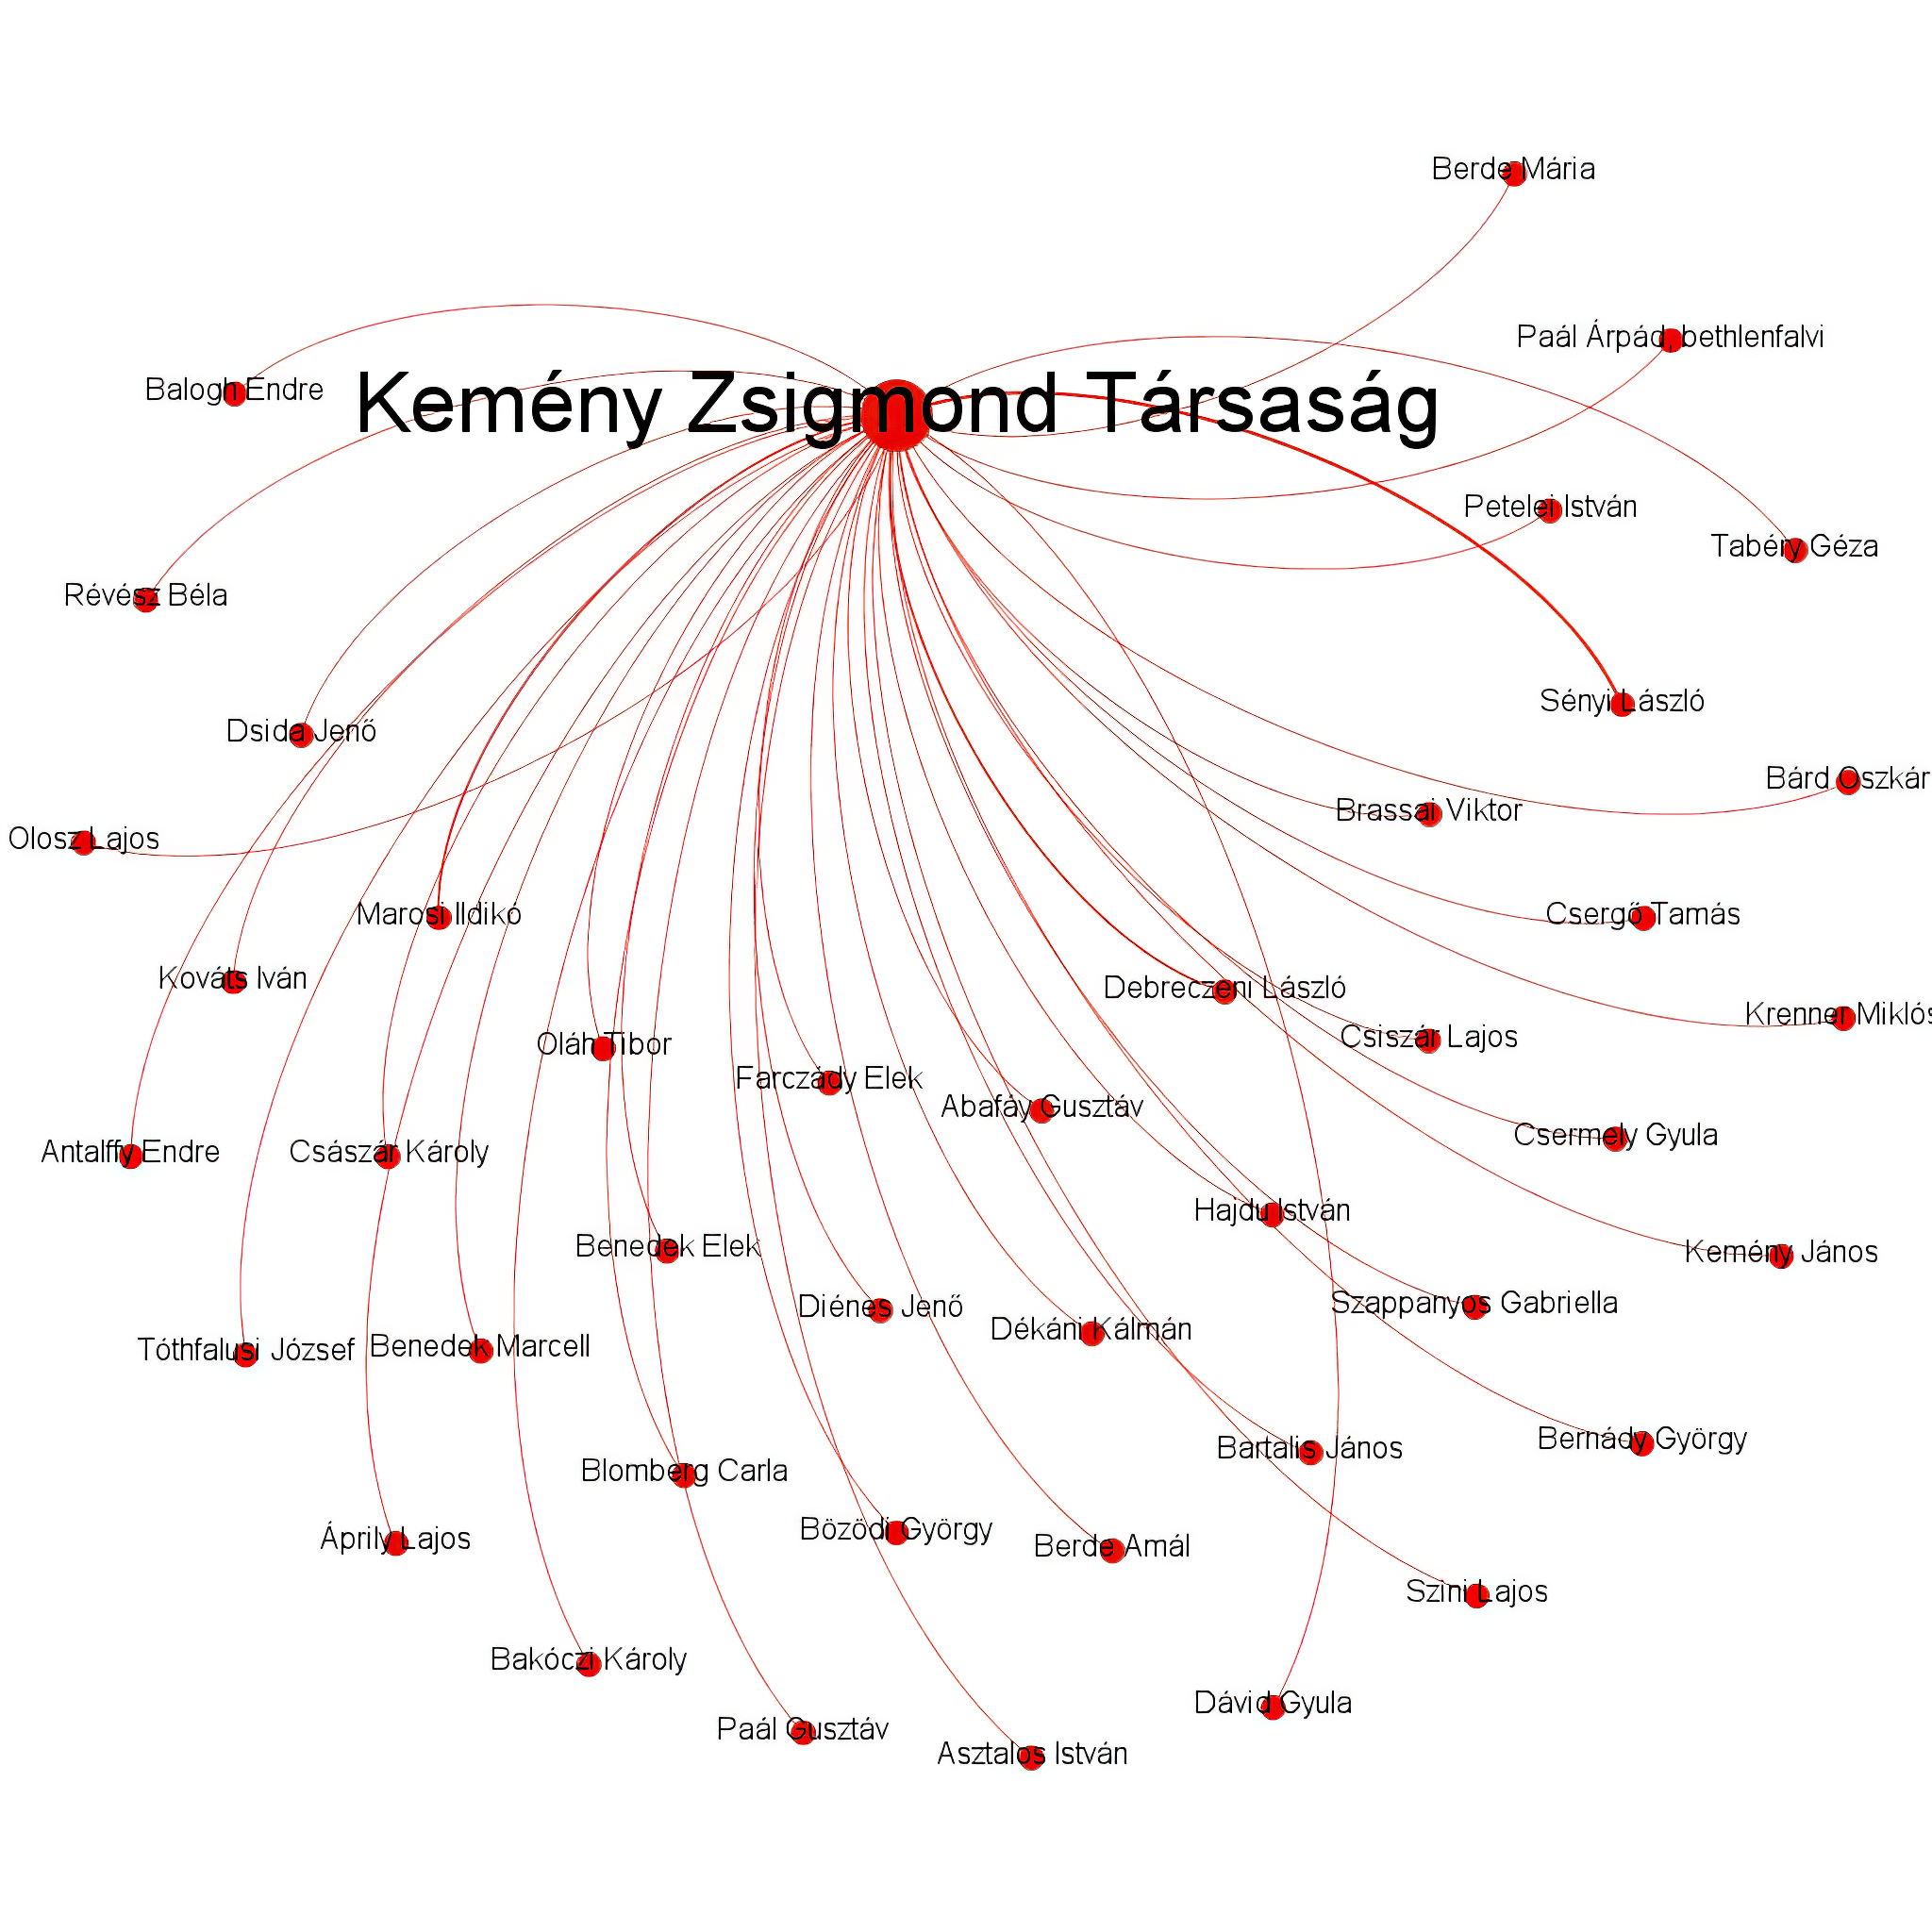 Berde Mária
Paál Árpád, bethlenfalvi
Balogh Endre
Kemény Zsigmond Társaság
Petelei István
Tabéry Géza
Révész Béla
Sényi László
Dsida Jenő
Bárd Oszkár
Brassai Viktor
Olosz Lajos
Marosi Ildikó
Csergő Tamás
Kováts Iván
Debreczeni László
Krenner Miklós
Csiszár Lajos
Oláh Tibor
Farczády Elek
Abafáy Gusztáv
Csermely Gyula
Antalffy Endre
Császár Károly
Hajdu István
Benedek Elek
Kemény János
Diénes Jenő
Szappanyos Gabriella
Dékáni Kálmán
Tóthfalusi József
Benedek Marcell
Bernády György
Bartalis János
Blomberg Carla
Áprily Lajos
Bözödi György
Berde Amál
Szini Lajos
Bakóczi Károly
Dávid Gyula
Paál Gusztáv
Asztalos István